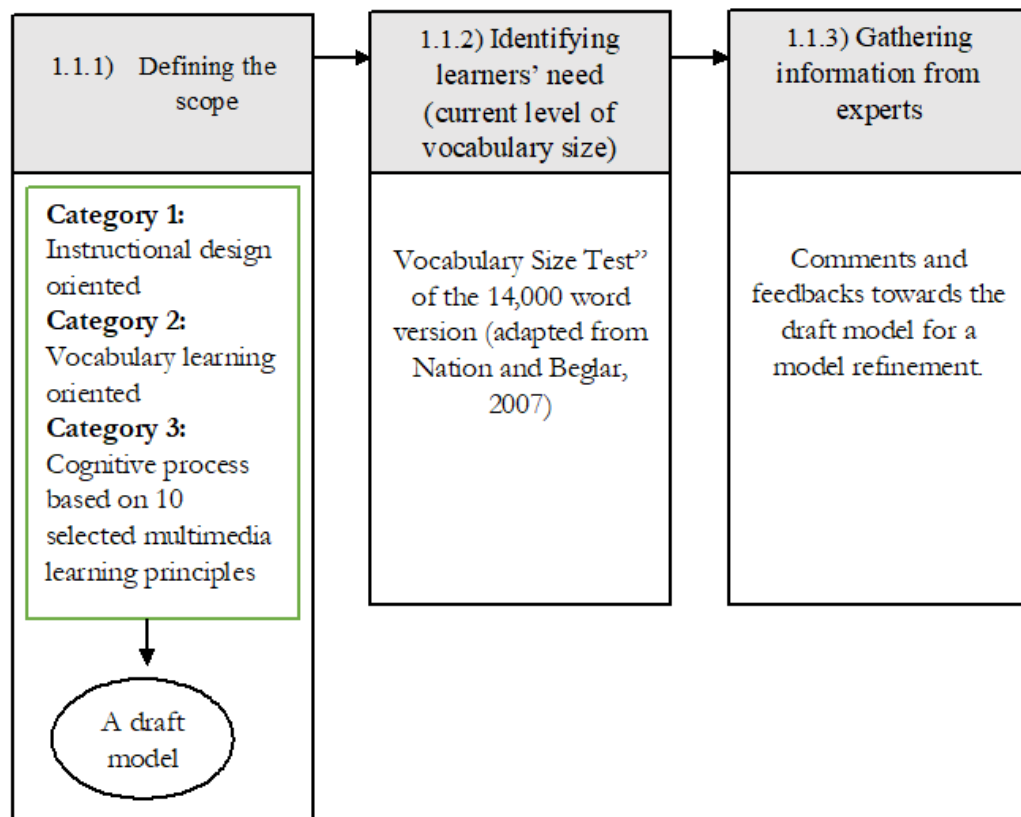 1.1.1) Defining the
scope
Category 1:
Instructional design
oriented
Category 2:
Vocabulary learning
oriented
Category 3:
Cognitive process
based on 10
selected multimedia
learning principles
A draft
model
1.1.2) Identifying
learners’ need
(current level of
vocabulary size)
Vocabulary Size Test”
of the 14,000 word
version (adapted from
Nation and Beglar,
2007)
1.1.3) Gathering
information from
experts
Comments and
feedbacks towards the
draft model for a
model refinement.